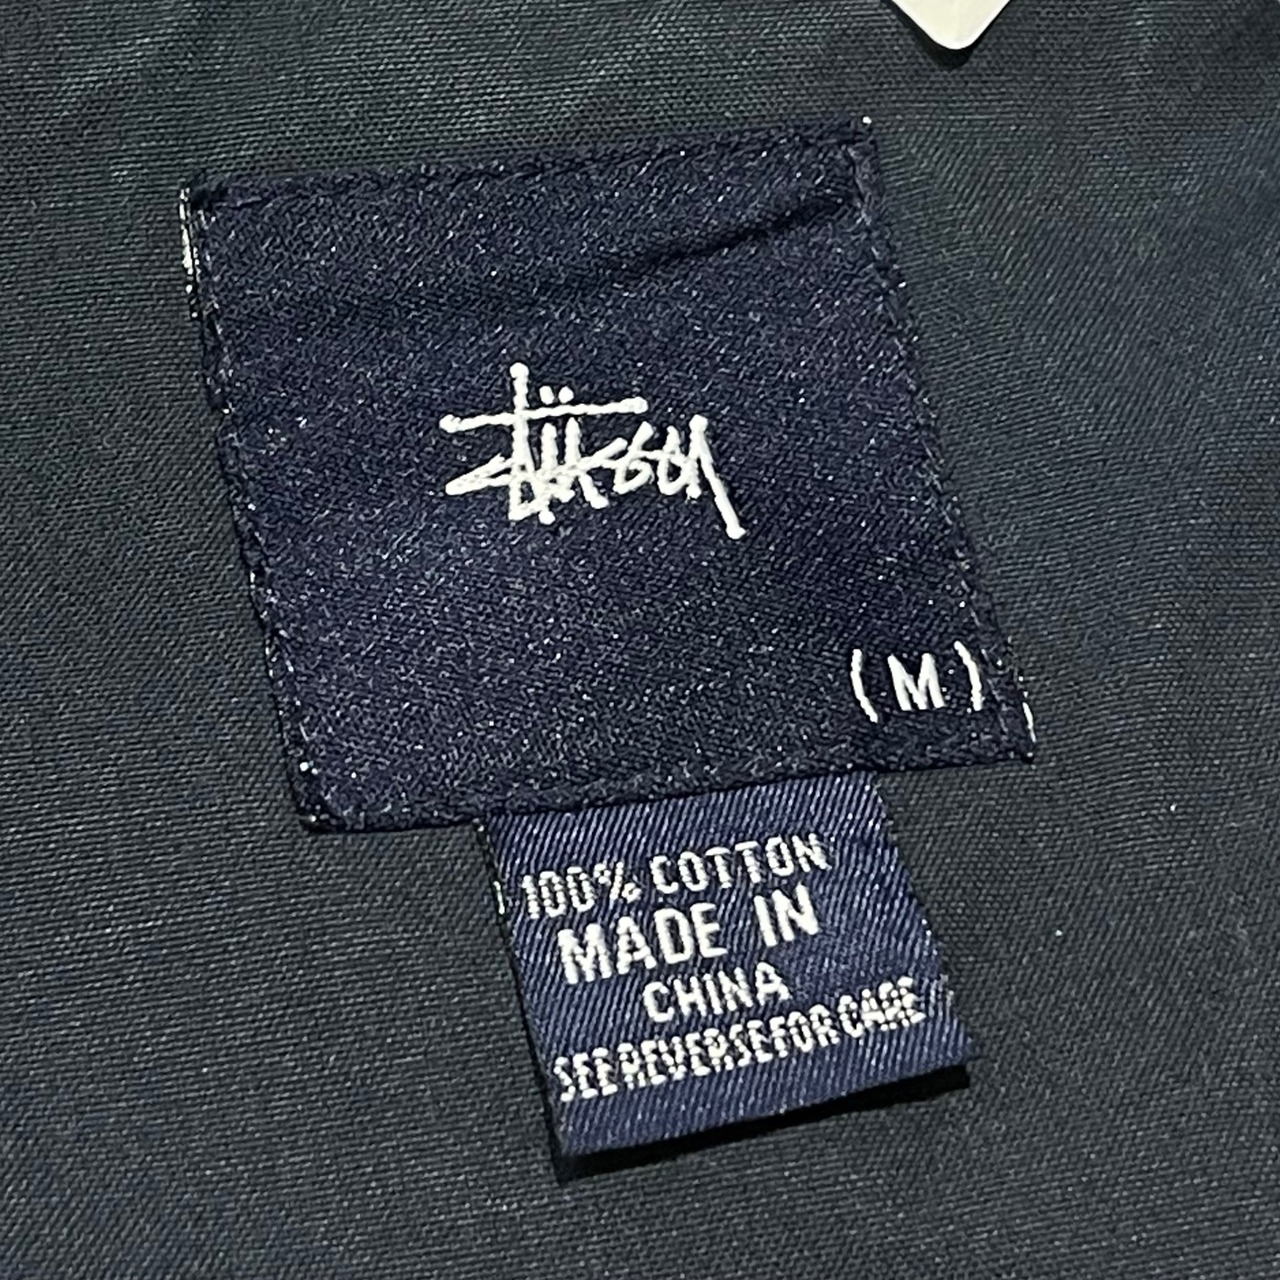 Stüssy
(M)
100% COTTON
MADE IN
CHINA
SEE REVERSE FOR CARE